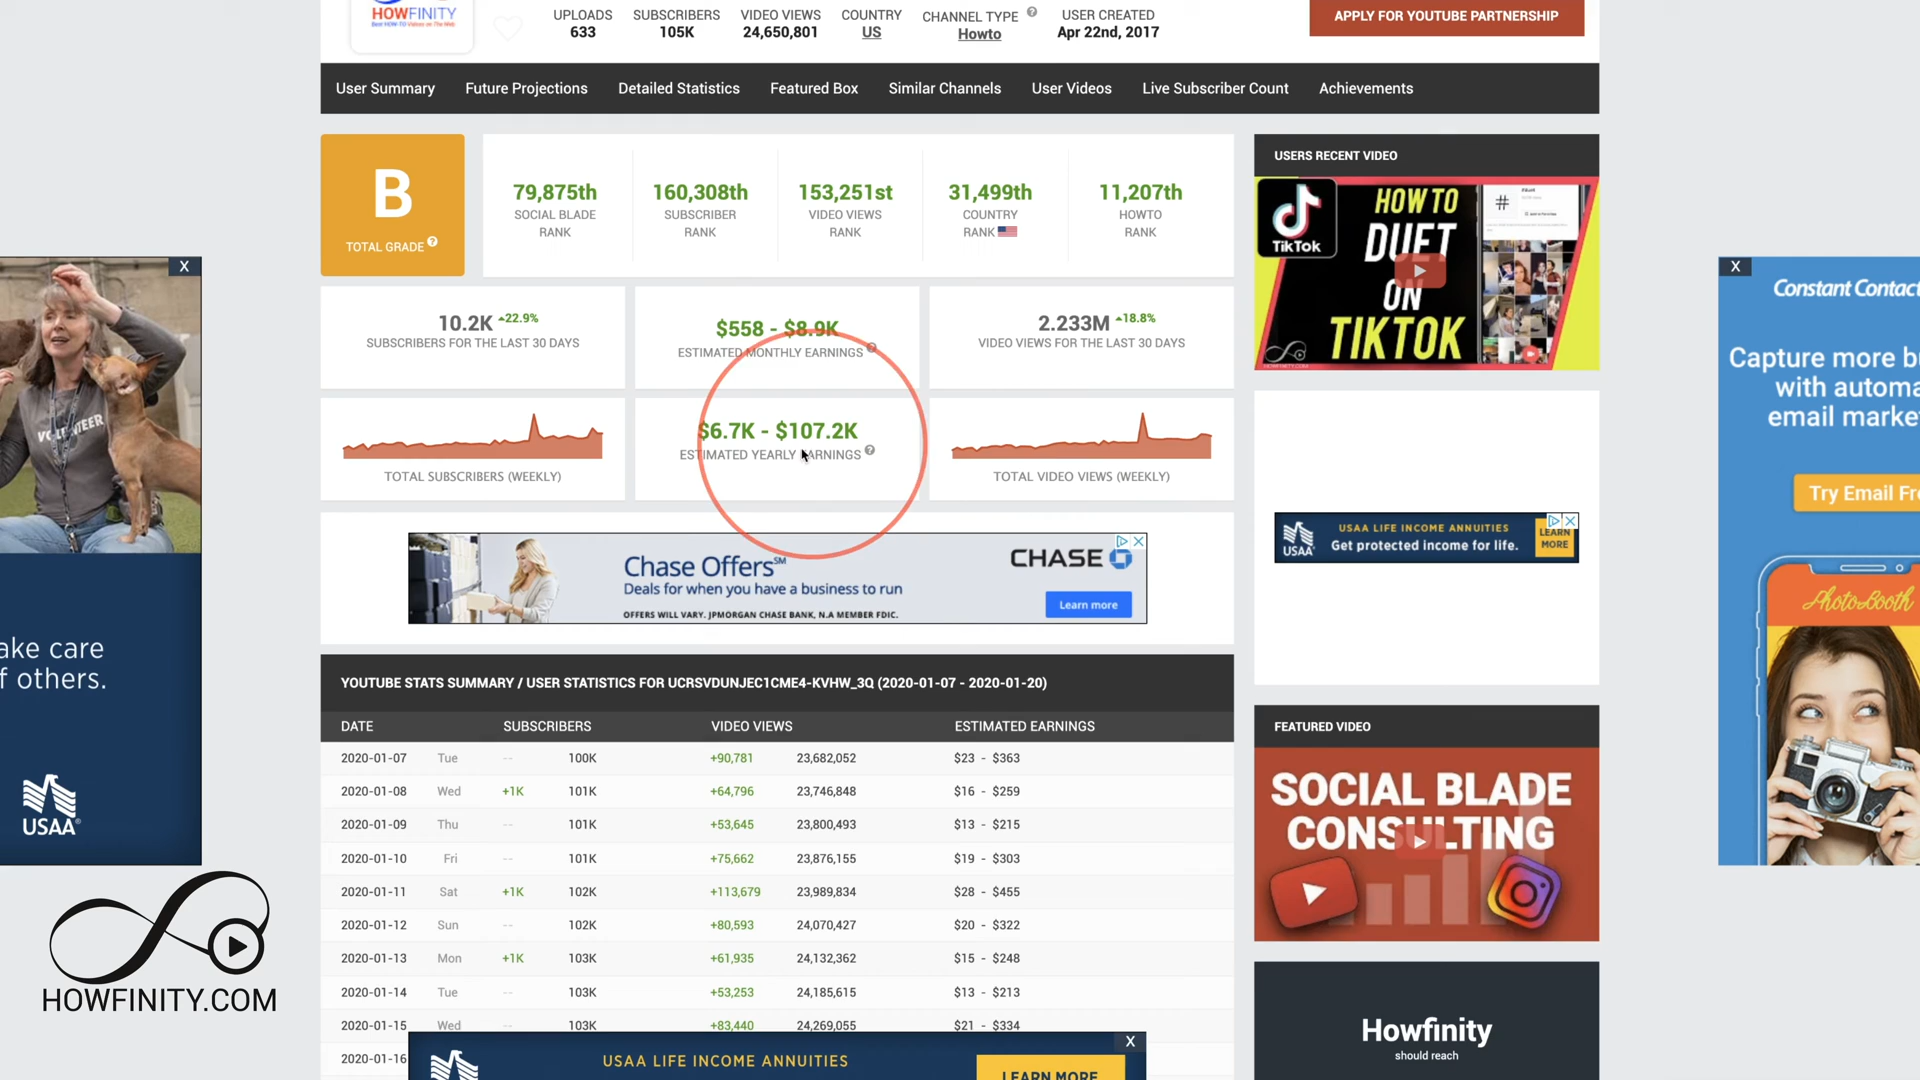 HOWFINITY
Best HOW-TO Videos on The Web
UPLOADS
633
SUBSCRIBERS
105K
VIDEO VIEWS
24,650,801
COUNTRY
US
CHANNEL TYPE
Howto
USER CREATED
Apr 22nd, 2017
APPLY FOR YOUTUBE PARTNERSHIP
User Summary
Future Projections
Detailed Statistics
Featured Box
Similar Channels
User Videos
Live Subscriber Count
Achievements
B
TOTAL GRADE
79,875th
SOCIAL BLADE
RANK
160,308th
SUBSCRIBER
RANK
153,251st
VIDEO VIEWS
RANK
31,499th
COUNTRY
RANK
11,207th
HOWTO
RANK
10.2K 22.9%
SUBSCRIBERS FOR THE LAST 30 DAYS
$558 - $8.9K
ESTIMATED MONTHLY EARNINGS
2.233M 18.8%
VIDEO VIEWS FOR THE LAST 30 DAYS
TOTAL SUBSCRIBERS (WEEKLY)
$6.7K - $107.2K
ESTIMATED YEARLY EARNINGS
TOTAL VIDEO VIEWS (WEEKLY)
Chase Offers℠
Deals for when you have a business to run
OFFERS WILL VARY. JPMORGAN CHASE BANK, N.A MEMBER FDIC.
CHASE
Learn more
YOUTUBE STATS SUMMARY / USER STATISTICS FOR UCRSVDUNJEC1CME4-KVHW_3Q (2020-01-07 - 2020-01-20)
DATE SUBSCRIBERS VIDEO VIEWS ESTIMATED EARNINGS
2020-01-07 Tue -- 100K +90,781 23,682,052 $23 - $363
2020-01-08 Wed +1K 101K +64,796 23,746,848 $16 - $259
2020-01-09 Thu -- 101K +53,645 23,800,493 $13 - $215
2020-01-10 Fri -- 101K +75,662 23,876,155 $19 - $303
2020-01-11 Sat +1K 102K +113,679 23,989,834 $28 - $455
2020-01-12 Sun -- 102K +80,593 24,070,427 $20 - $322
2020-01-13 Mon +1K 103K +61,935 24,132,362 $15 - $248
2020-01-14 Tue -- 103K +53,253 24,185,615 $13 - $213
2020-01-15 Wed -- 103K +83,440 24,269,055 $21 - $334
2020-01-16
X
USAA LIFE INCOME ANNUITIES
LEARN MORE
USERS RECENT VIDEO
TikTok
HOW TO
DUET
ON
TIKTOK
#
HOWFINITY.COM
USAA
USAA LIFE INCOME ANNUITIES
Get protected income for life.
LEARN
MORE
FEATURED VIDEO
SOCIAL BLADE
CONSULTING
Howfinity
should reach
X
VOLUNTEER
ake care
f others.
USAA
HOWFINITY.COM
X
Constant Contact
Capture more b
with automa
email marke
Try Email Fre
PhotoBooth